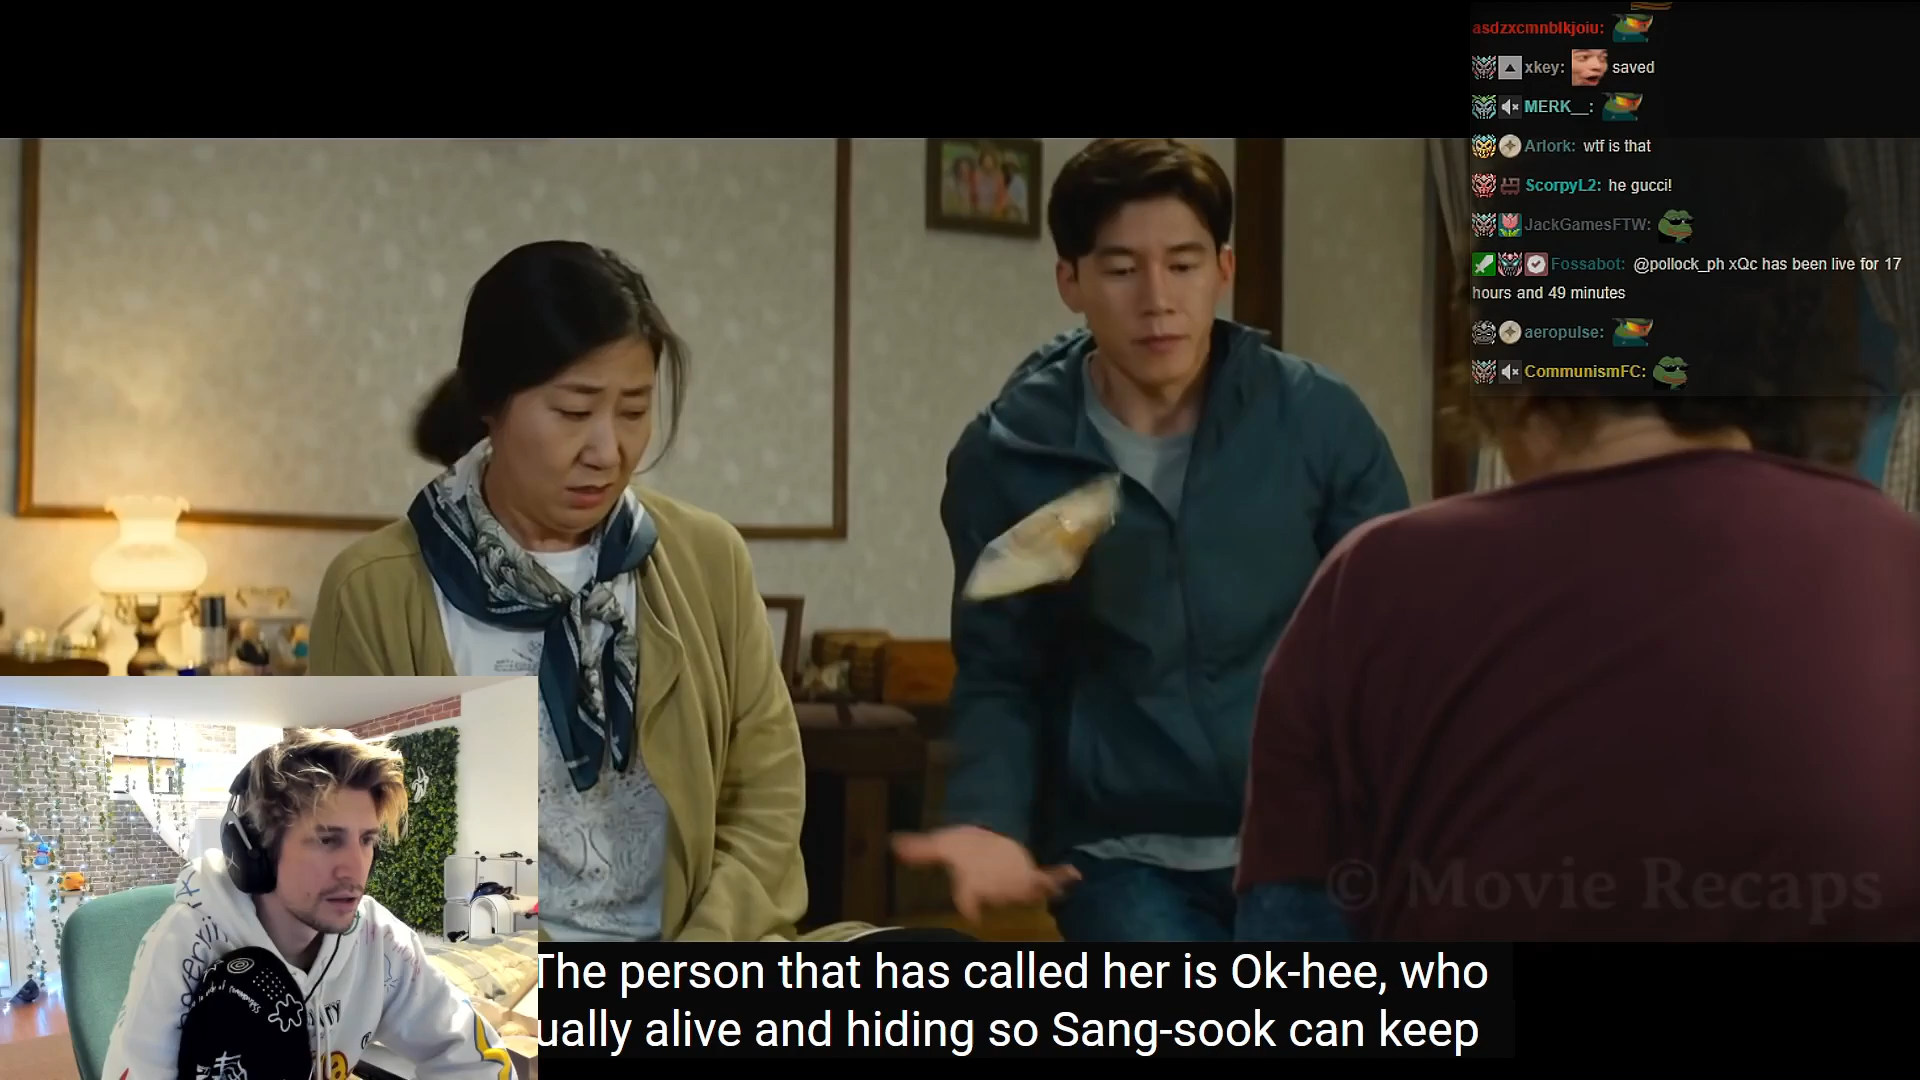 asdzxcmnblkjoiu:
xkey: saved
MERK__:
Arlork: wtf is that
ScorpyL2: he gucci!
JackGamesFTW:
Fossabot: @pollock_ph xQc has been live for 17
hours and 49 minutes
aeropulse:
CommunismFC:
© Movie Recaps
The person that has called her is Ok-hee, who
ually alive and hiding so Sang-sook can keep